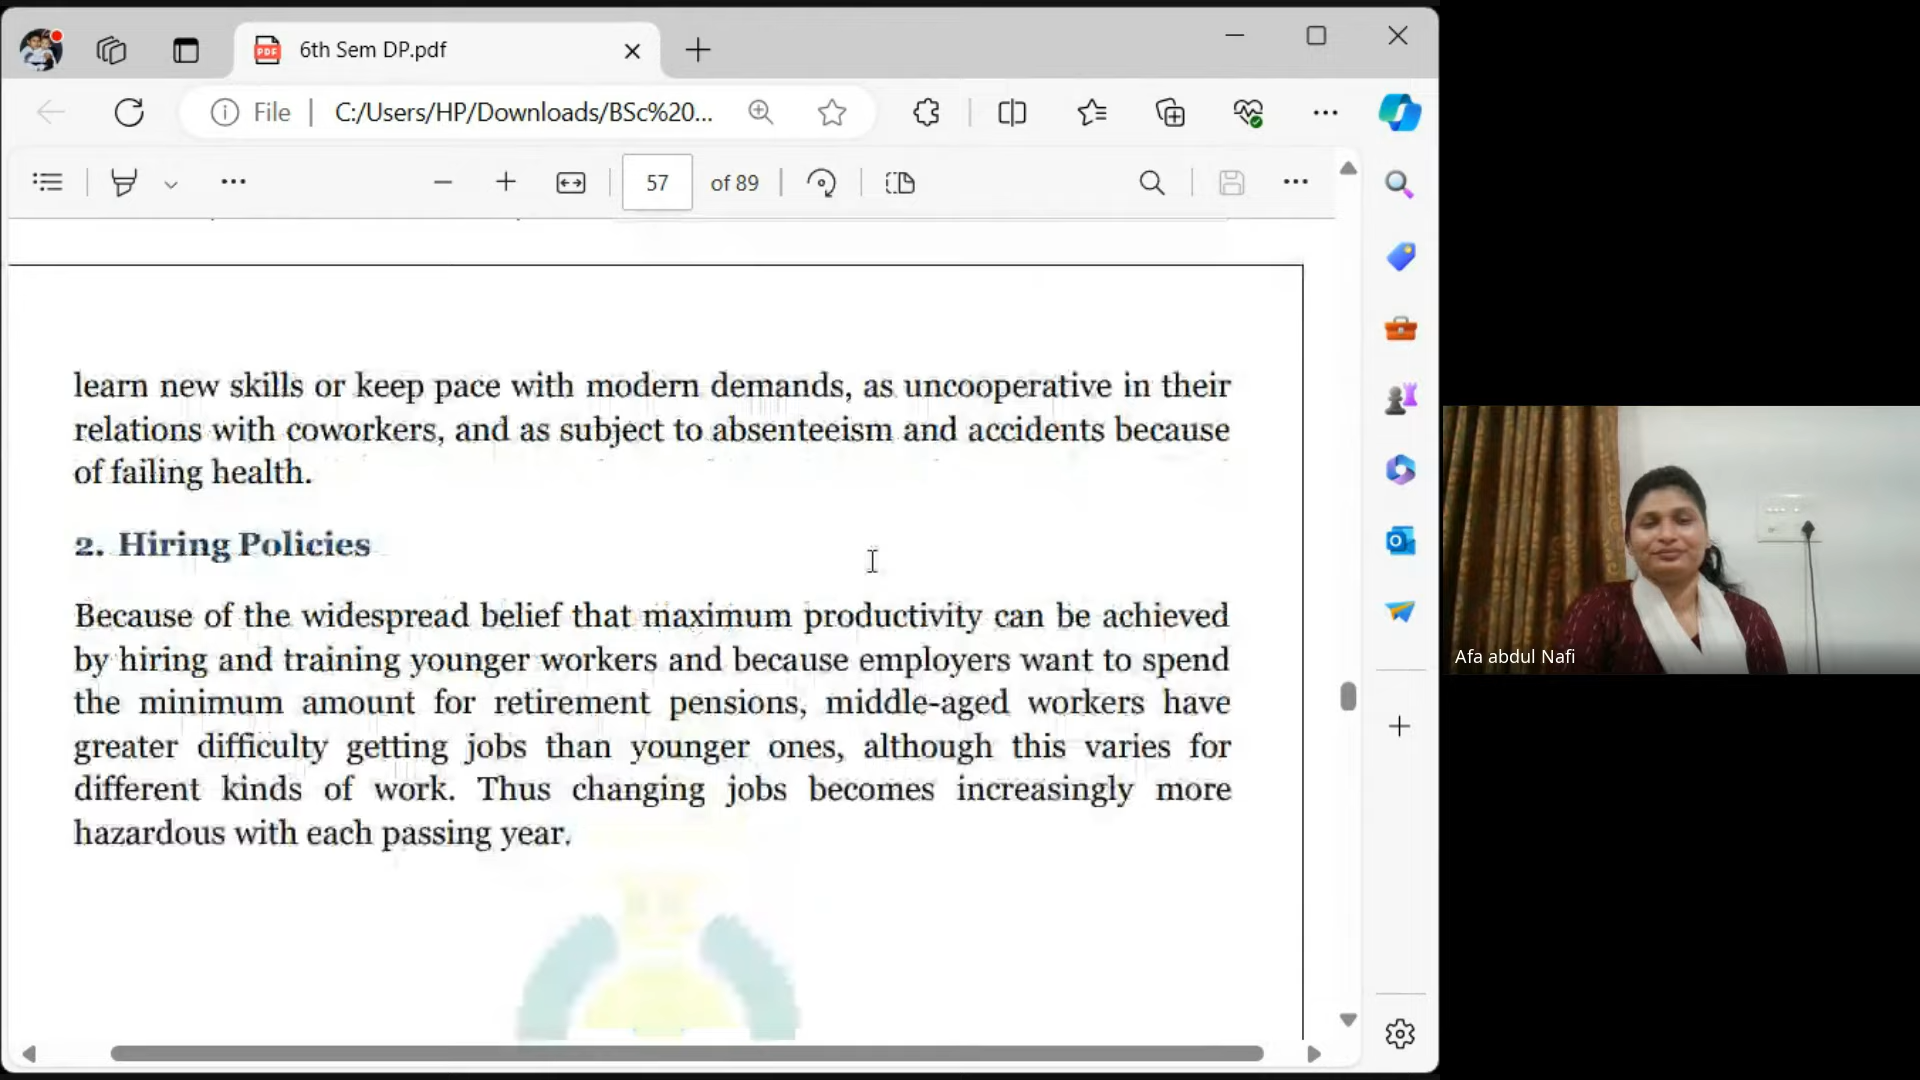 6th Sem DP.pdf
File
C:/Users/HP/Downloads/BSc%20...
57 of 89
learn new skills or keep pace with modern demands, as uncooperative in their
relations with coworkers, and as subject to absenteeism and accidents because
of failing health.
2. Hiring Policies
Because of the widespread belief that maximum productivity can be achieved
by hiring and training younger workers and because employers want to spend
the minimum amount for retirement pensions, middle-aged workers have
greater difficulty getting jobs than younger ones, although this varies for
different kinds of work. Thus changing jobs becomes increasingly more
hazardous with each passing year.
Afa abdul Nafi